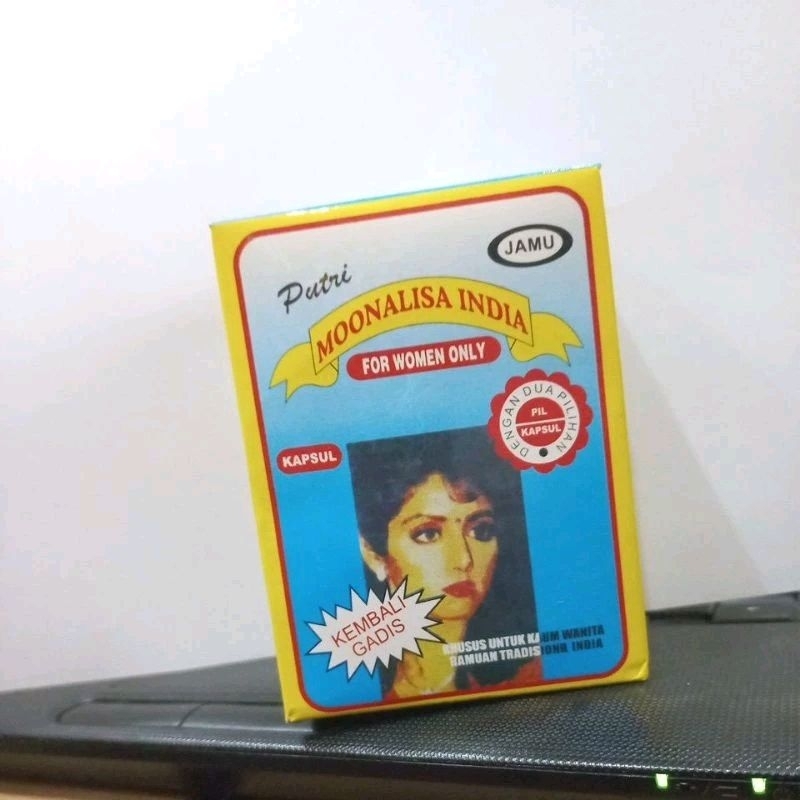 JAMU
Putri
MOONALISA INDIA
FOR WOMEN ONLY
DENGAN DUA PILIHAN
PIL
KAPSUL
KAPSUL
KEMBALI
GADIS
KHUSUS UNTUK KAUM WANITA
RAMUAN TRADISIONAL INDIA